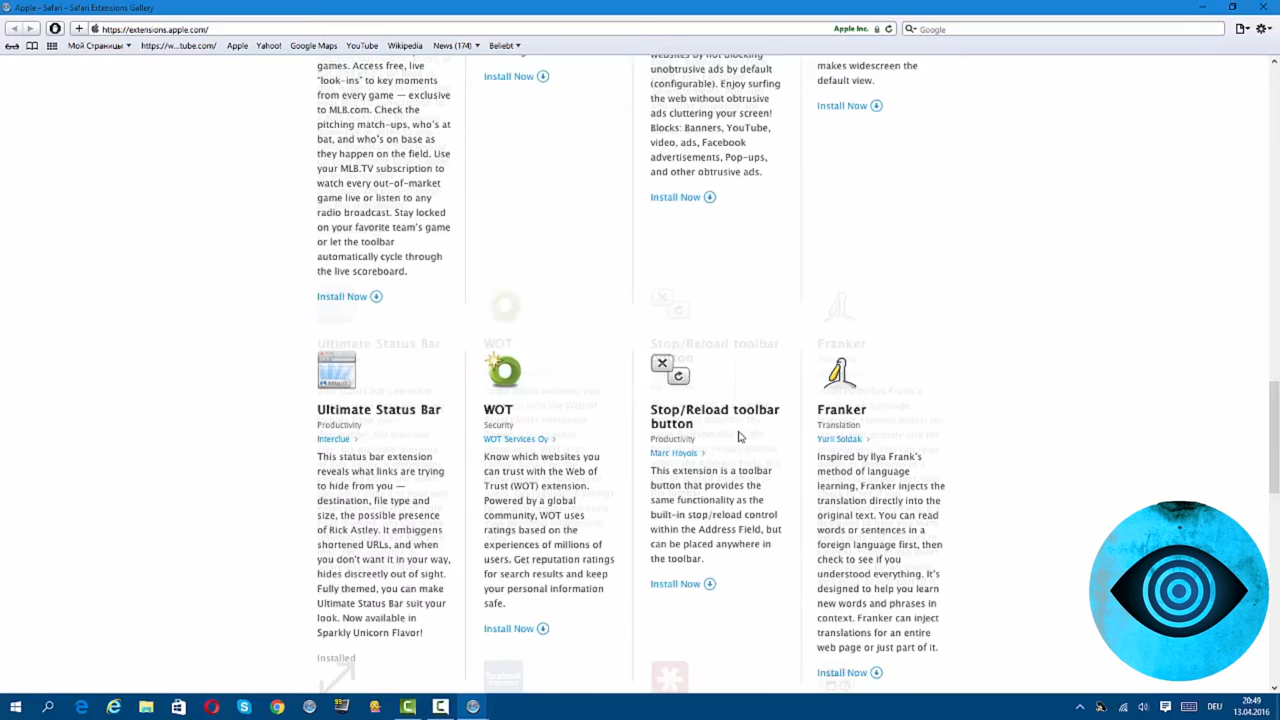 Apple - Safari - Safari Extensions Gallery
https://extensions.apple.com/
Apple Inc.
Google
Мой Страницы
https://w...tube.com/
Apple
Yahoo!
Google Maps
YouTube
Wikipedia
News (174)
Beliebt
games. Access free, live
"look-ins" to key moments
from every game — exclusive
to MLB.com. Check the
pitching match-ups, who's at
bat, and who's on base as
they happen on the field. Use
your MLB.TV subscription to
watch every out-of-market
game live or listen to any
radio broadcast. Stay locked
on your favorite team's game
or let the toolbar
automatically cycle through
the live scoreboard.
Install Now
Install Now
websites by not blocking
unobtrusive ads by default
(configurable). Enjoy surfing
the web without obtrusive
ads cluttering your screen!
Blocks: Banners, YouTube,
video, ads, Facebook
advertisements, Pop-ups,
and other obtrusive ads.
Install Now
makes widescreen the
default view.
Install Now
Ultimate Status Bar
Productivity
Interclue
This status bar extension
reveals what links are trying
to hide from you —
destination, file type and
size, the possible presence
of Rick Astley. It embiggens
shortened URLs, and when
you don't want it in your way,
hides discreetly out of sight.
Fully themed, you can make
Ultimate Status Bar suit your
look. Now available in
Sparkly Unicorn Flavor!
Installed
WOT
Security
WOT Services Oy
Know which websites you
can trust with the Web of
Trust (WOT) extension.
Powered by a global
community, WOT uses
ratings based on the
experiences of millions of
users. Get reputation ratings
for search results and keep
your personal information
safe.
Install Now
Stop/Reload toolbar
button
Productivity
Marc Hoyois
This extension is a toolbar
button that provides the
same functionality as the
built-in stop/reload control
within the Address Field, but
can be placed anywhere in
the toolbar.
Install Now
Franker
Translation
Yurii Soldak
Inspired by Ilya Frank's
method of language
learning, Franker injects the
translation directly into the
original text. You can read
words or sentences in a
foreign language first, then
check to see if you
understood everything. It's
designed to help you learn
new words and phrases in
context. Franker can inject
translations for an entire
web page or just part of it.
Install Now
DEU
20:49
13.04.2016